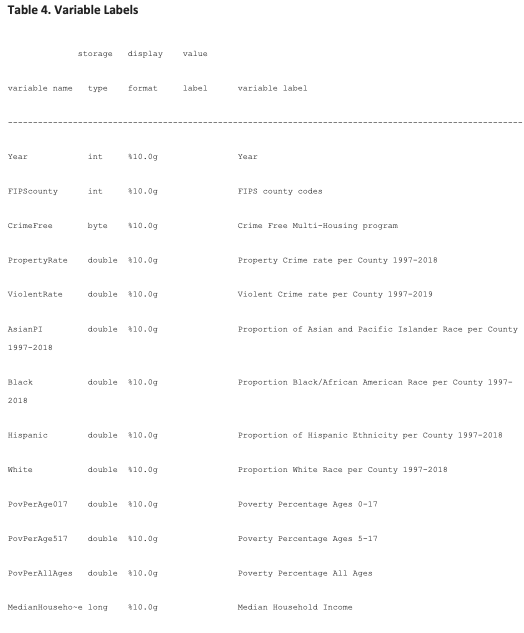 Table 4. Variable Labels
storage display value
variable name type format label variable label
-------------------------------------------------------------------------------------------------------
Year int %10.0g Year
FIPScounty int %10.0g FIPS county codes
CrimeFree byte %10.0g Crime Free Multi-Housing program
PropertyRate double %10.0g Property Crime rate per County 1997-2018
ViolentRate double %10.0g Violent Crime rate per County 1997-2019
AsianPI double %10.0g Proportion of Asian and Pacific Islander Race per County
1997-2018
Black double %10.0g Proportion Black/African American Race per County 1997-
2018
Hispanic double %10.0g Proportion of Hispanic Ethnicity per County 1997-2018
White double %10.0g Proportion White Race per County 1997-2018
PovPerAge017 double %10.0g Poverty Percentage Ages 0-17
PovPerAge517 double %10.0g Poverty Percentage Ages 5-17
PovPerAllAges double %10.0g Poverty Percentage All Ages
MedianHouseho~e long %10.0g Median Household Income